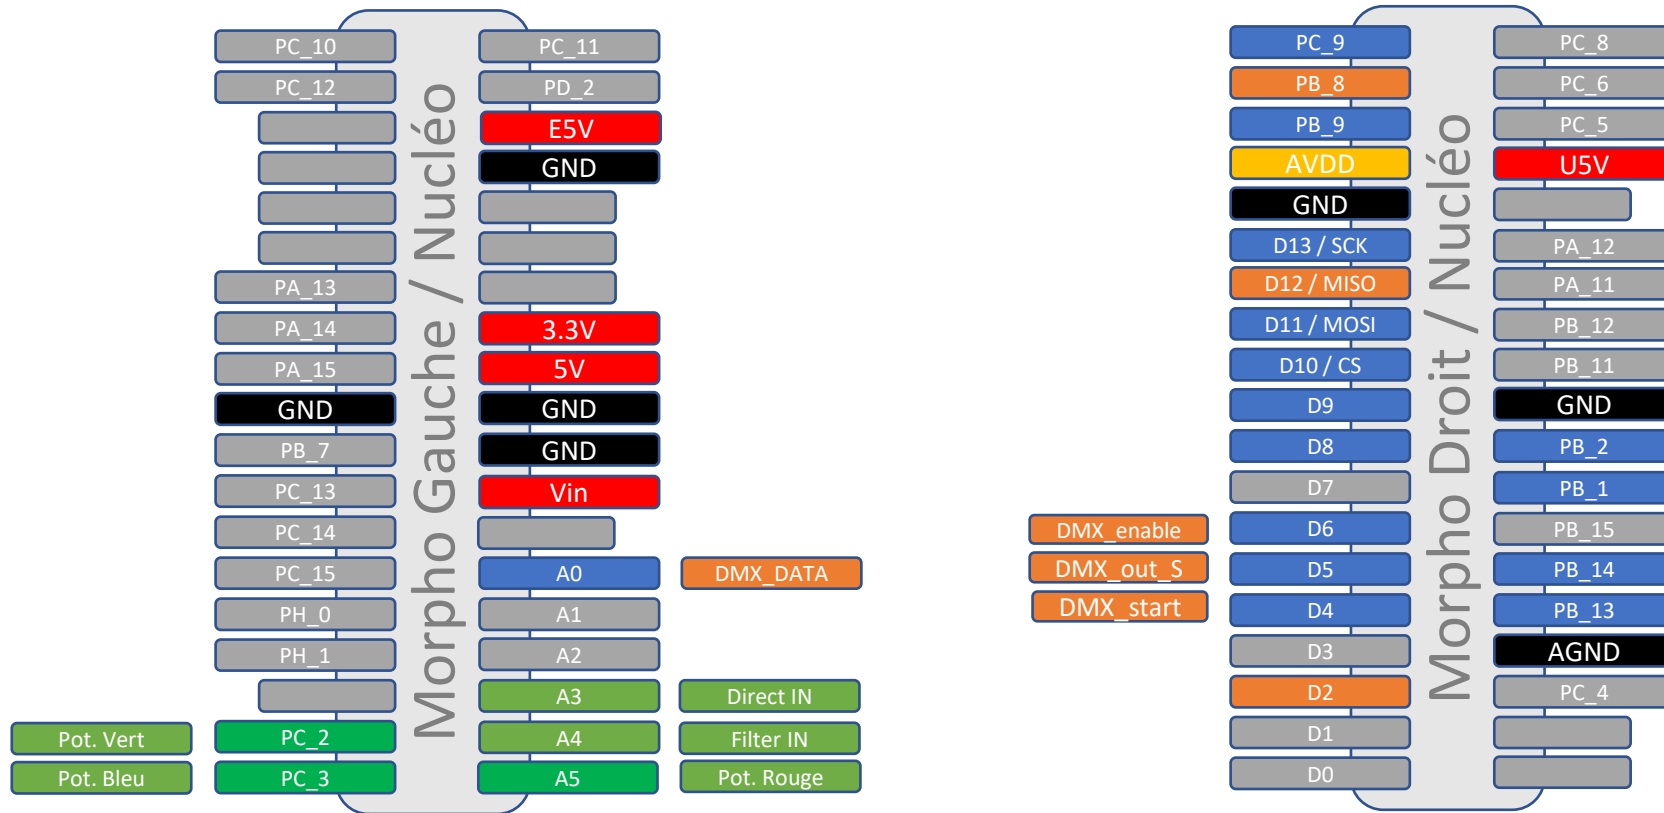 PC_10 PC_11
PC_12 PD_2
E5V
GND
PA_13
PA_14 3.3V
PA_15 5V
GND GND
PB_7 GND
PC_13 Vin
PC_14
PC_15 A0 DMX_DATA
PH_0 A1
PH_1 A2
A3 Direct IN
Pot. Vert PC_2 A4 Filter IN
Pot. Bleu PC_3 A5 Pot. Rouge
Morpho Gauche / Nucléo
PC_9 PC_8
PB_8 PC_6
PB_9 PC_5
AVDD U5V
GND
D13 / SCK PA_12
D12 / MISO PA_11
D11 / MOSI PB_12
D10 / CS PB_11
D9 GND
D8 PB_2
D7 PB_1
DMX_enable D6 PB_15
DMX_out_S D5 PB_14
DMX_start D4 PB_13
D3 AGND
D2 PC_4
D1
D0
Morpho Droit / Nucléo